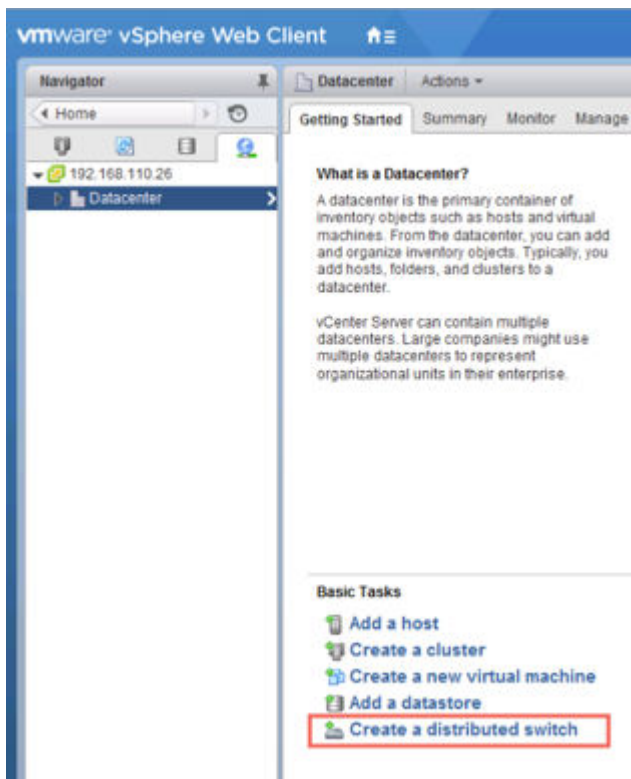 vmware® vSphere Web Client
Navigator
Home
192.168.110.26
Datacenter
Datacenter Actions
Getting Started Summary Monitor Manage
What is a Datacenter?
A datacenter is the primary container of
inventory objects such as hosts and virtual
machines. From the datacenter, you can add
and organize inventory objects. Typically, you
add hosts, folders, and clusters to a
datacenter.
vCenter Server can contain multiple
datacenters. Large companies might use
multiple datacenters to represent
organizational units in their enterprise.
Basic Tasks
Add a host
Create a cluster
Create a new virtual machine
Add a datastore
Create a distributed switch